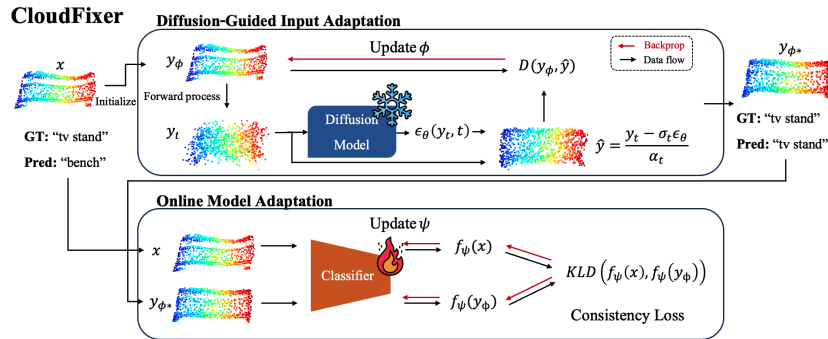 CloudFixer
Diffusion-Guided Input Adaptation
x
Initialize
GT: “tv stand”
Pred: “bench”
y_ϕ
Update ϕ
D(y_ϕ, ŷ)
Backprop
Data flow
Forward process
y_t
Diffusion
Model
ϵ_θ(y_t, t)
ŷ = (y_t − σ_tϵ_θ) / α_t
y_ϕ*
GT: “tv stand”
Pred: “tv stand”
Online Model Adaptation
Update ψ
x
Classifier
f_ψ(x)
KLD (f_ψ(x), f_ψ(y_ϕ))
y_ϕ*
f_ψ(y_ϕ)
Consistency Loss